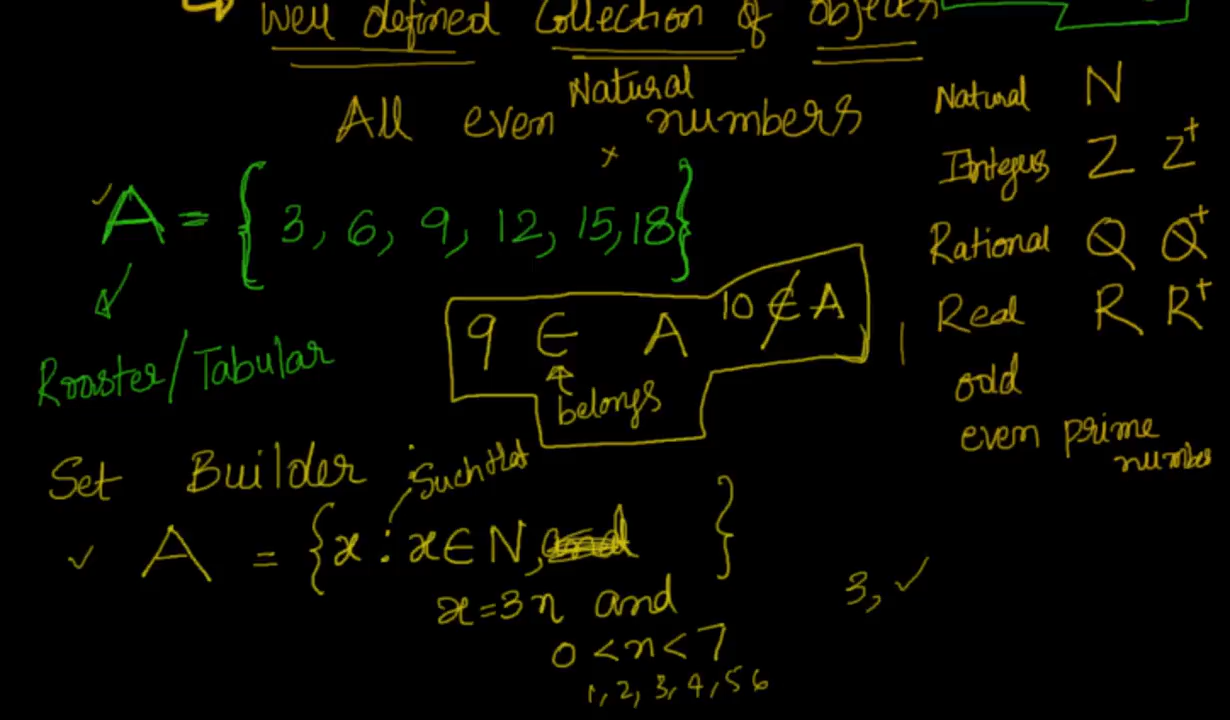 Well defined Collection of objects
Natural
All even numbers
A = { 3, 6, 9, 12, 15, 18}
Rooster/Tabular
9 ∈ A
10 ∉ A
belongs
Natural N
Integers Z Z⁺
Rational Q Q⁺
Real R R⁺
odd
even prime
number
Set Builder :
Such that
A = {x : x ∈ N, and }
x = 3n and
0 < n < 7
1, 2, 3, 4, 5 6
3,